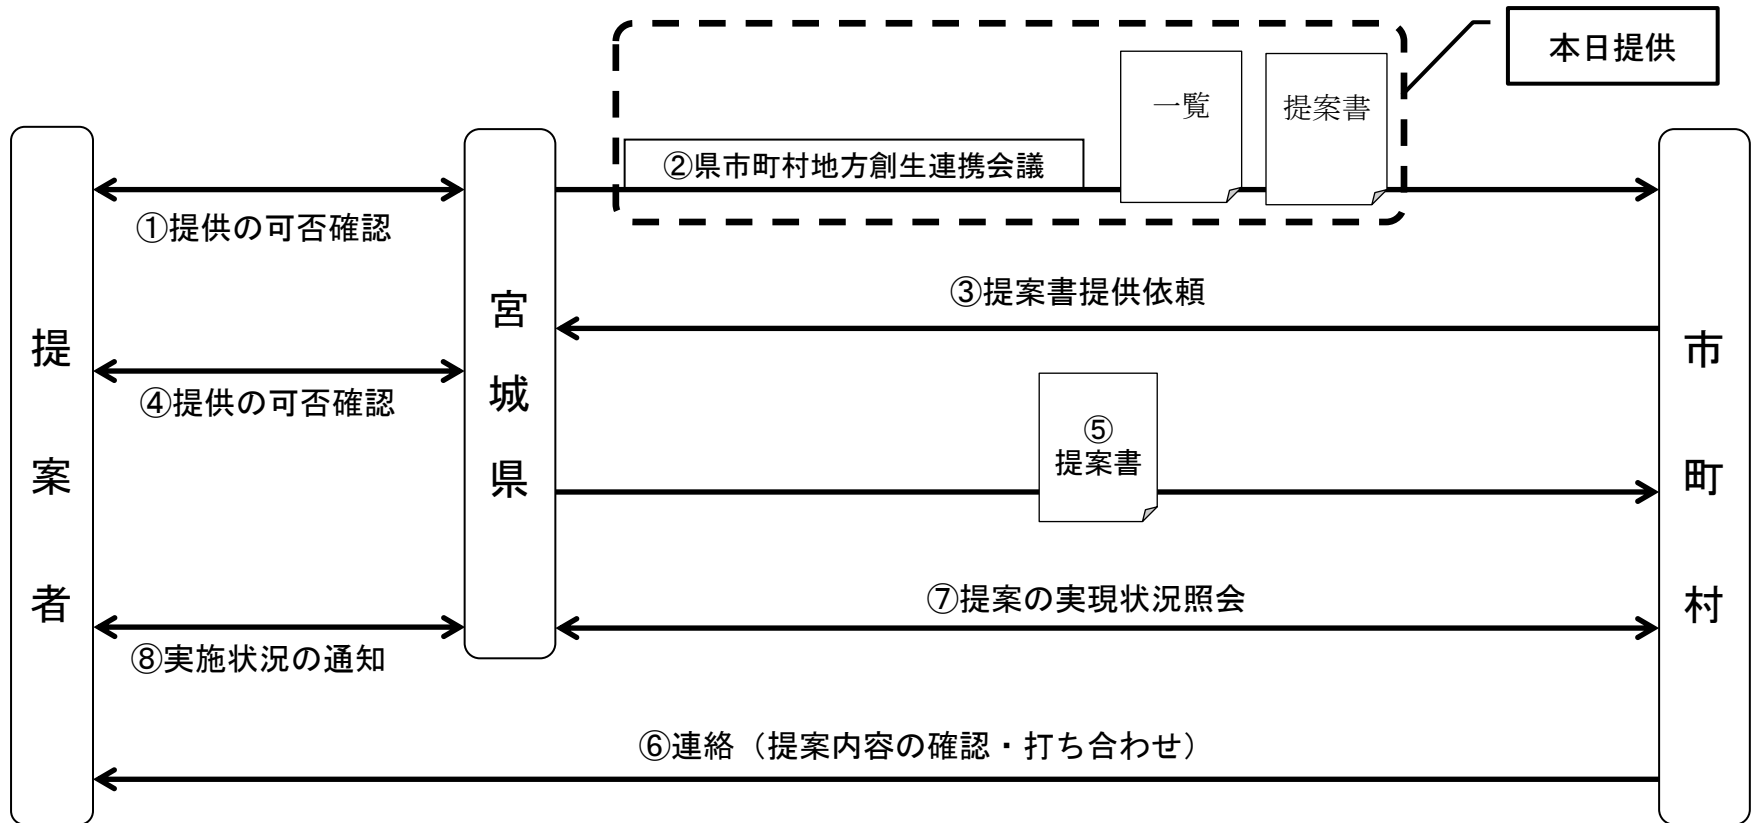 本日提供
一覧
提案書
②県市町村地方創生連携会議
①提供の可否確認
③提案書提供依頼
提案者
宮城県
市町村
④提供の可否確認
⑤
提案書
⑦提案の実現状況照会
⑧実施状況の通知
⑥連絡（提案内容の確認・打ち合わせ）